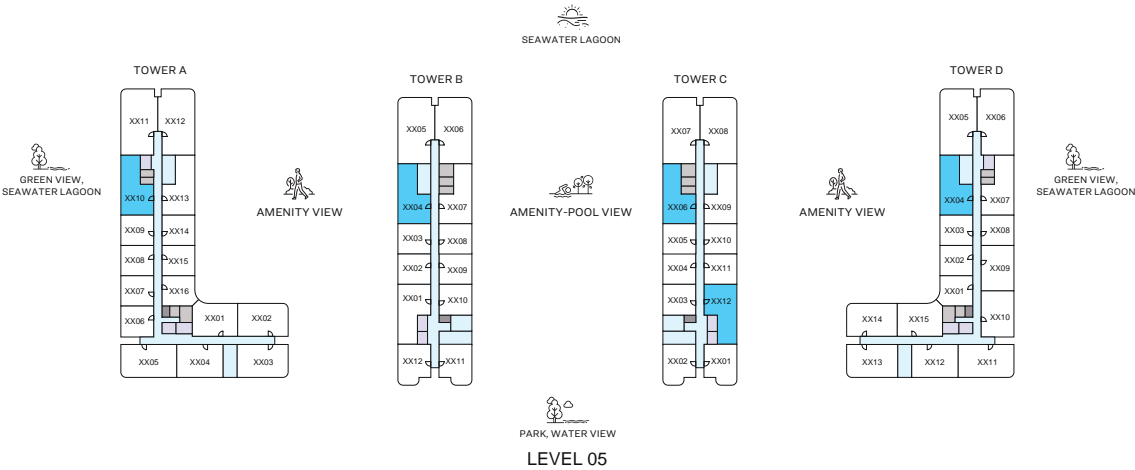 SEAWATER LAGOON
TOWER A
TOWER B
TOWER C
TOWER D
GREEN VIEW,
SEAWATER LAGOON
AMENITY VIEW
AMENITY-POOL VIEW
AMENITY VIEW
GREEN VIEW,
SEAWATER LAGOON
XX11 XX12
XX10 XX13
XX09 XX14
XX08 XX15
XX07 XX16
XX06 XX01 XX02
XX05 XX04 XX03
XX05 XX06
XX04 XX07
XX03 XX08
XX02 XX09
XX01 XX10
XX12 XX11
XX07 XX08
XX06 XX09
XX05 XX10
XX04 XX11
XX03 XX12
XX02 XX01
XX05 XX06
XX04 XX07
XX03 XX08
XX02 XX09
XX01
XX14 XX15 XX10
XX13 XX12 XX11
PARK, WATER VIEW
LEVEL 05